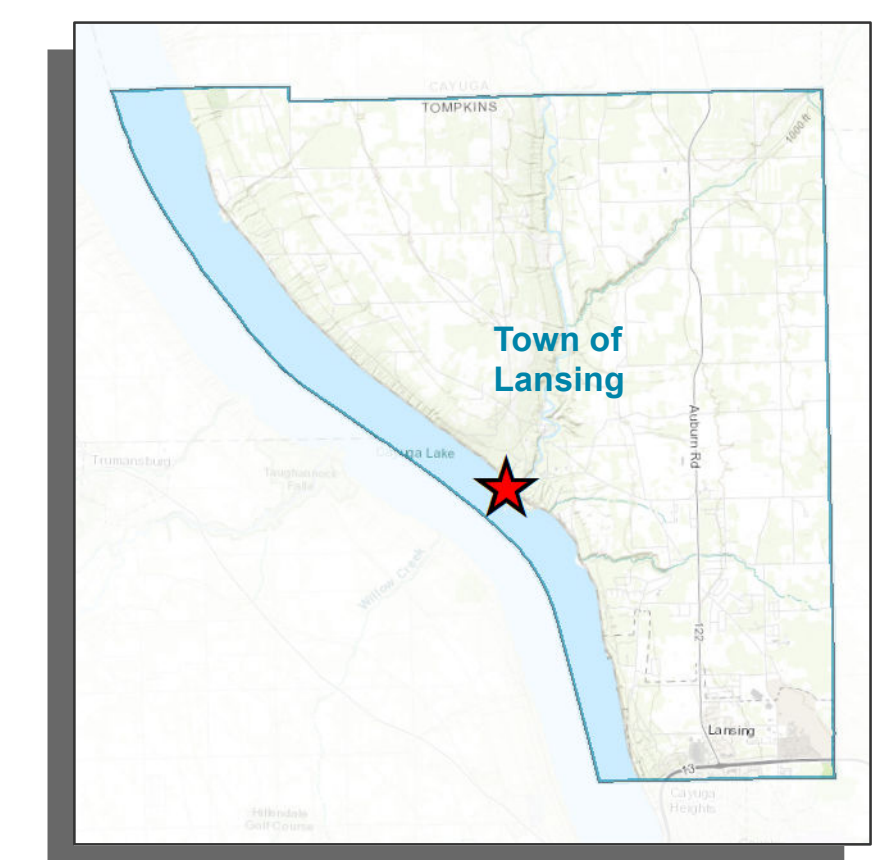 CAYUGA
TOMPKINS
1000 ft
Town of
Lansing
Auburn Rd
Cayuga Lake
Trumansburg
Taughannock
Falls
Willow Creek
122
Lansing
13
Cayuga
Heights
Hillendale
Golf Course